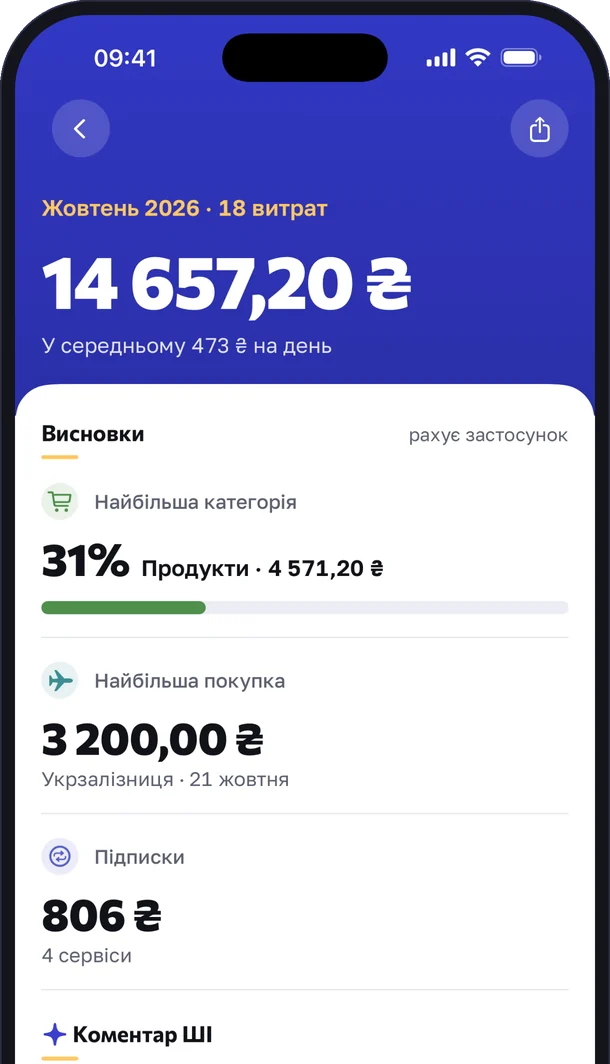 09:41
Жовтень 2026 · 18 витрат
14 657,20 ₴
У середньому 473 ₴ на день
Висновки
рахує застосунок
Найбільша категорія
31% Продукти · 4 571,20 ₴
Найбільша покупка
3 200,00 ₴
Укрзалізниця · 21 жовтня
Підписки
806 ₴
4 сервіси
Коментар ШІ